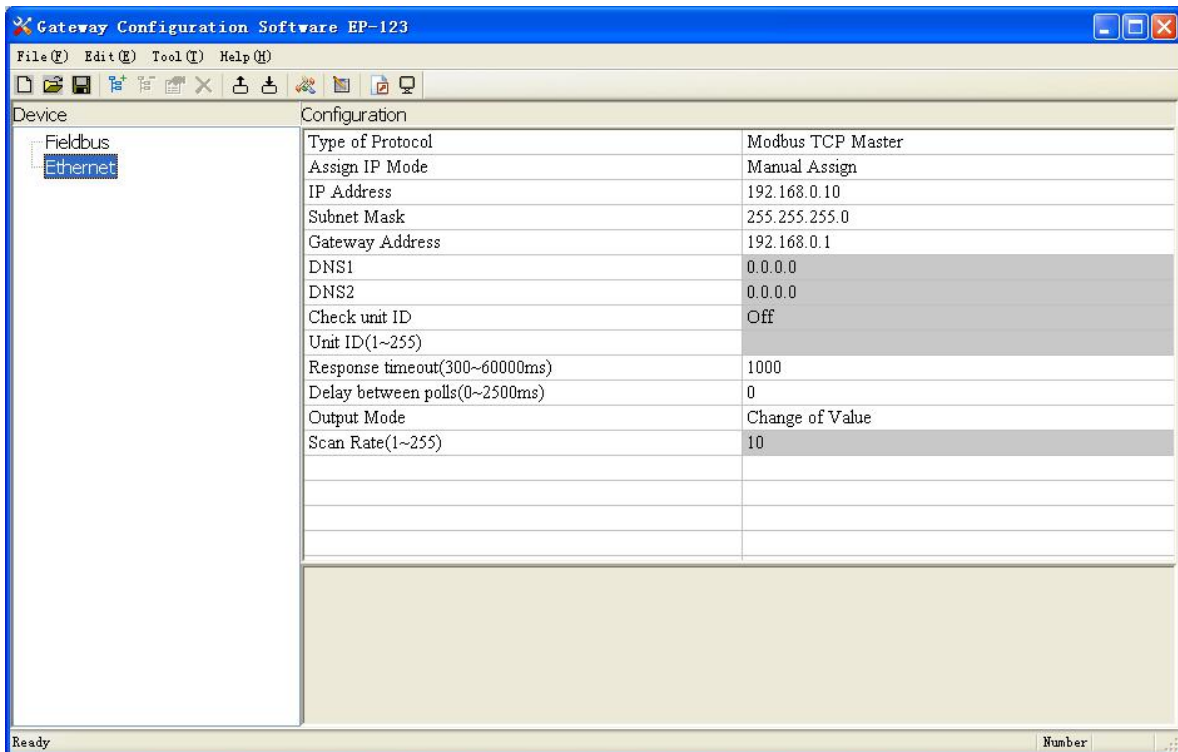 Gateway Configuration Software EP-123
File(F) Edit(E) Tool(T) Help(H)
Device
Configuration
Fieldbus
Ethernet
Type of Protocol Modbus TCP Master
Assign IP Mode Manual Assign
IP Address 192.168.0.10
Subnet Mask 255.255.255.0
Gateway Address 192.168.0.1
DNS1 0.0.0.0
DNS2 0.0.0.0
Check unit ID Off
Unit ID(1~255)
Response timeout(300~60000ms) 1000
Delay between polls(0~2500ms) 0
Output Mode Change of Value
Scan Rate(1~255) 10
Ready Number